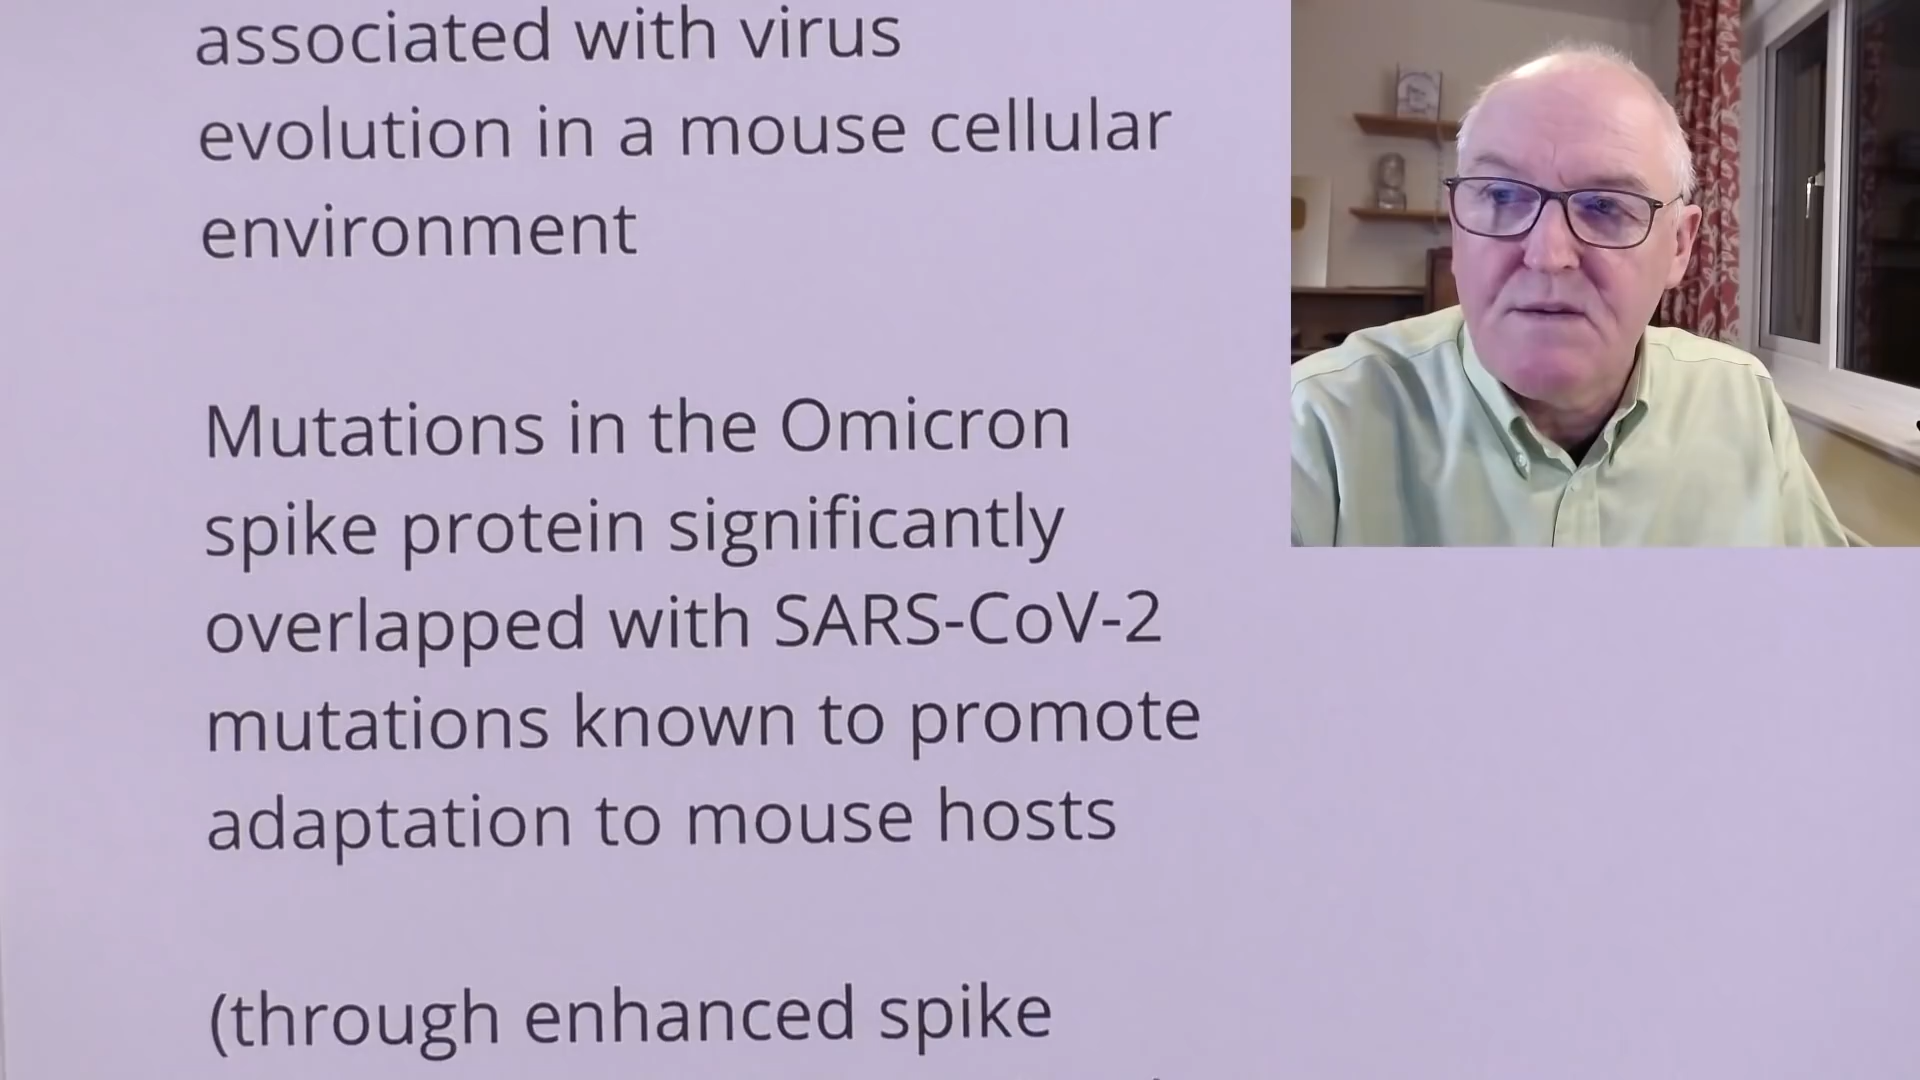 associated with virus
evolution in a mouse cellular
environment
Mutations in the Omicron
spike protein significantly
overlapped with SARS-CoV-2
mutations known to promote
adaptation to mouse hosts
(through enhanced spike